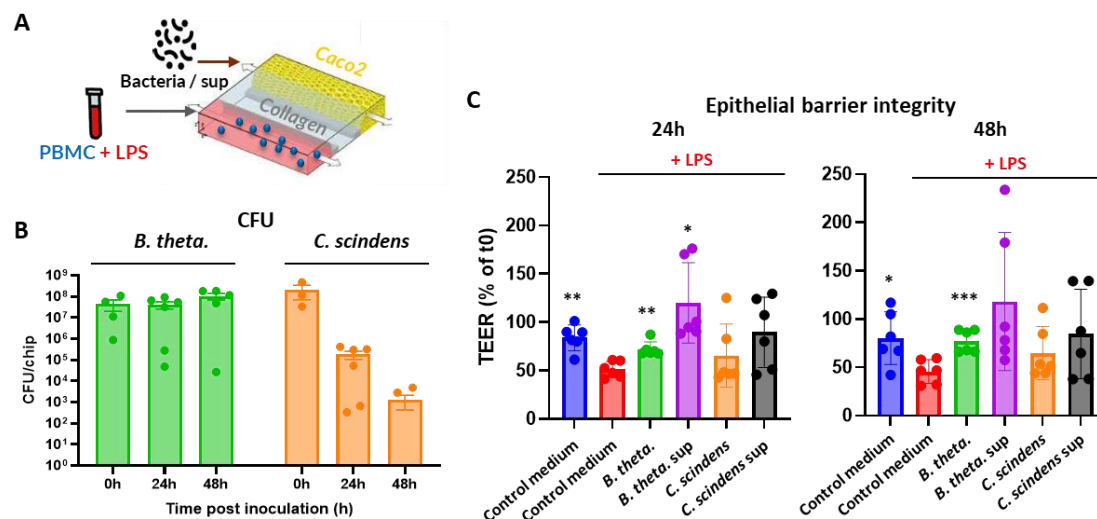 A
Bacteria / sup
Caco2
Collagen
PBMC + LPS
B
CFU
B. theta.
C. scindens
CFU/chip
10⁹
10⁸
10⁷
10⁶
10⁵
10⁴
10³
10²
10¹
10⁰
0h 24h 48h 0h 24h 48h
Time post inoculation (h)
C
Epithelial barrier integrity
24h
+ LPS
TEER (% of t0)
250
200
150
100
50
0
**
**
*
Control medium
Control medium
B. theta.
B. theta. sup
C. scindens
C. scindens sup
48h
+ LPS
250
200
150
100
50
0
*
***
Control medium
Control medium
B. theta.
B. theta. sup
C. scindens
C. scindens sup